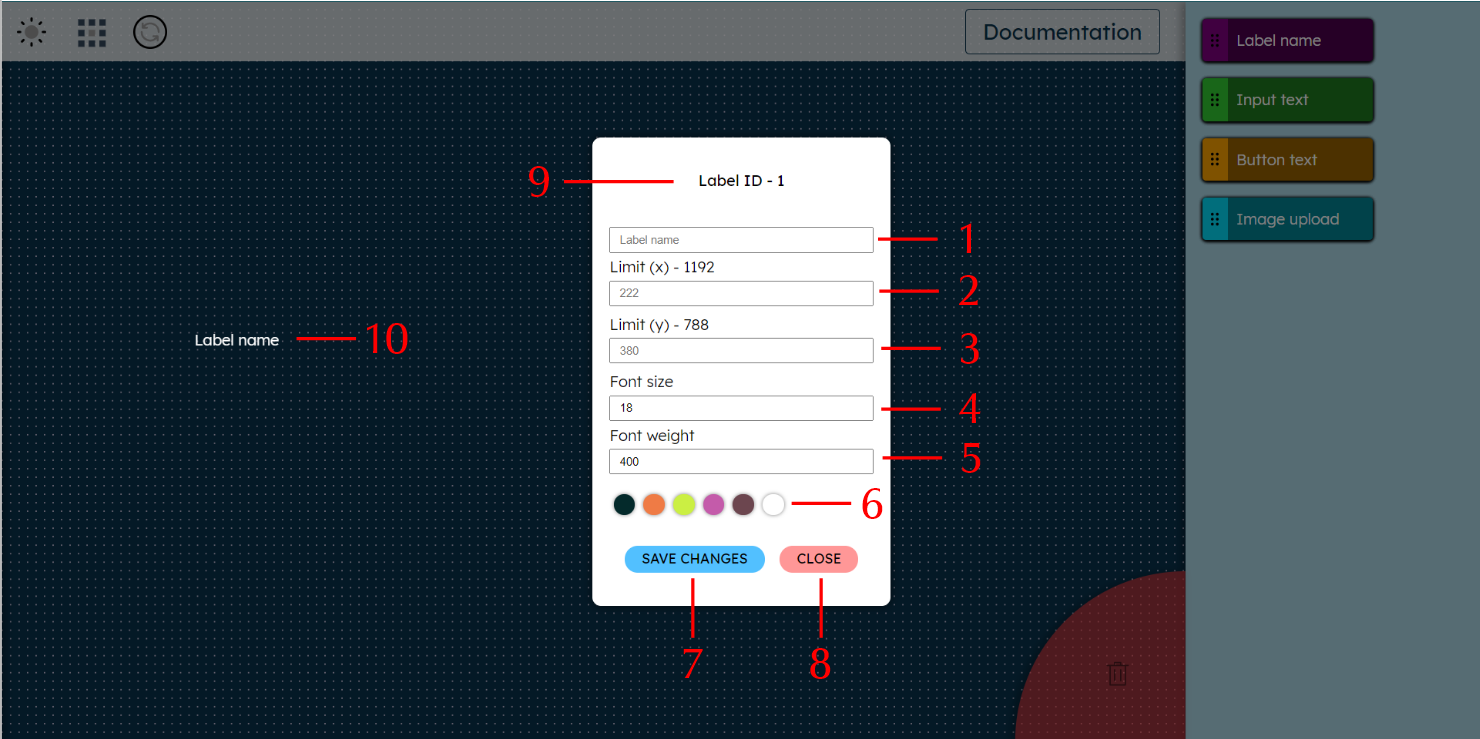 Documentation
Label name
Input text
Button text
Image upload
9
Label ID - 1
Label name
1
Limit (x) - 1192
222
2
Limit (y) - 788
380
3
Label name
10
Font size
18
4
Font weight
400
5
6
SAVE CHANGES
CLOSE
7
8